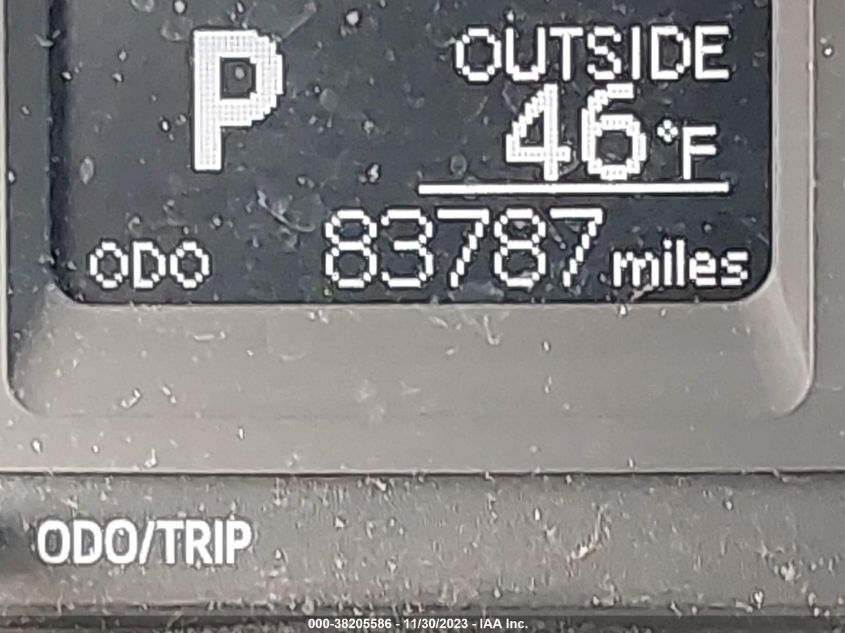 P
OUTSIDE
46°F
ODO 83787 miles
ODO/TRIP
000-38205586 - 11/30/2023 - IAA Inc.